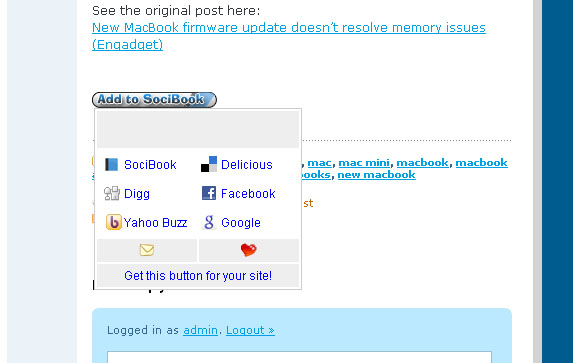 See the original post here:
New MacBook firmware update doesn't resolve memory issues
(Engadget)
Add to SociBook
SociBook Delicious , mac, mac mini, macbook, macbook
Digg Facebook ooks, new macbook
Yahoo Buzz Google st
Get this button for your site!
Logged in as admin. Logout »